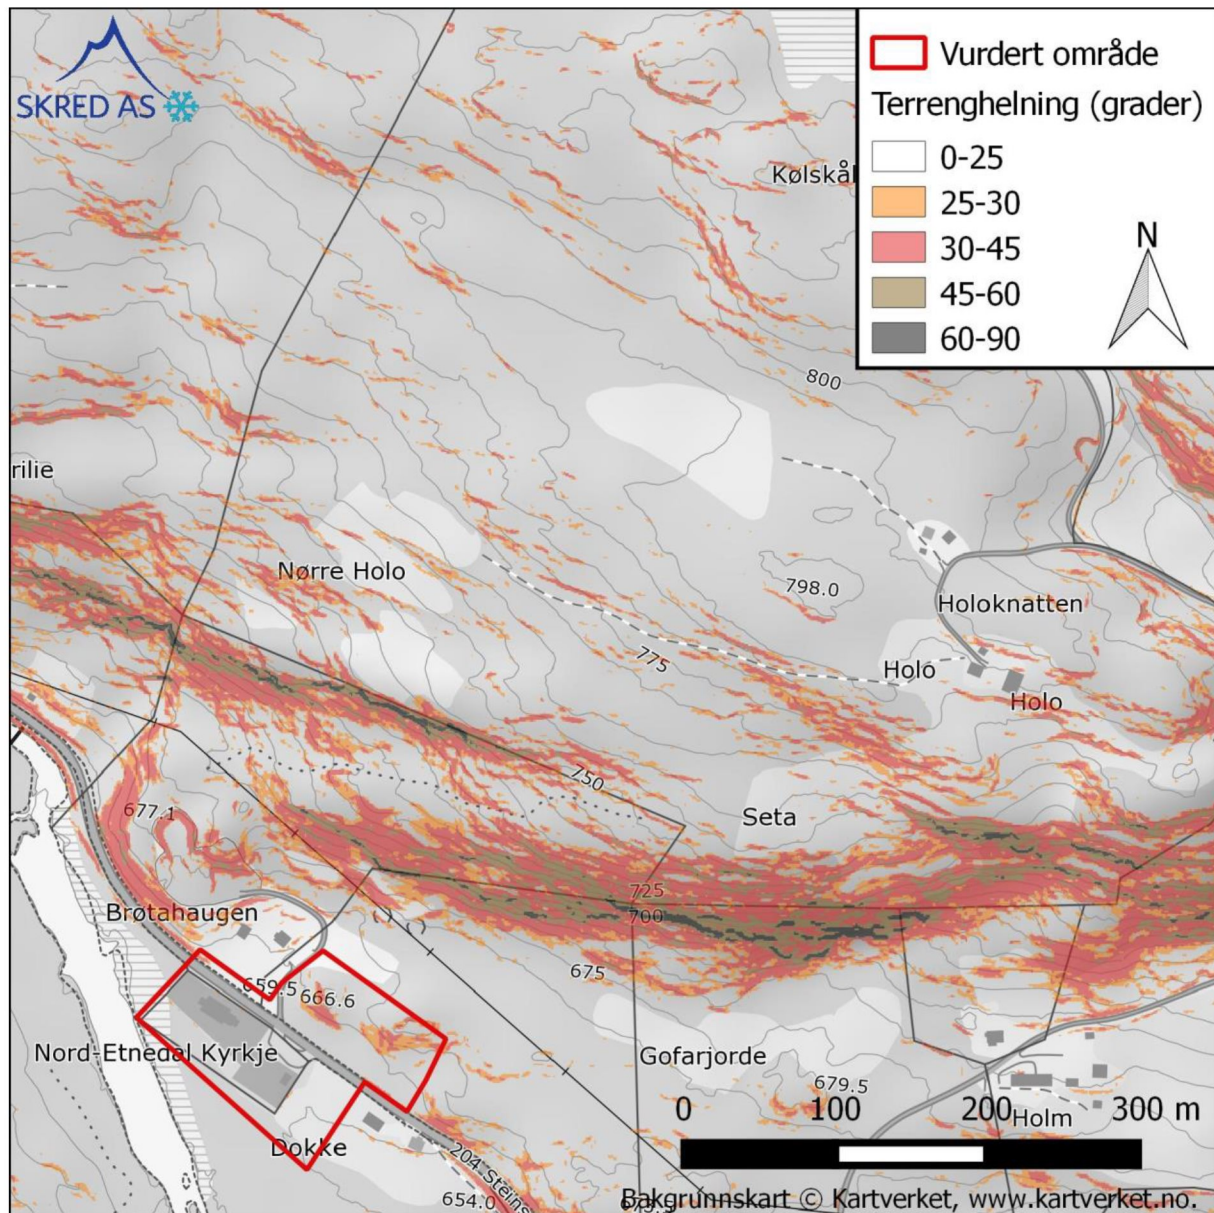 SKRED AS
Vurdert område
Terrenghelning (grader)
0-25
25-30
30-45
45-60
60-90
N
Kølskål
800
rilie
Nørre Holo
798.0
Holoknatten
775
Holo
Holo
750
677.1
Seta
725
700
Brøtahaugen
675
659.5
666.6
Nord-Etnedal Kyrkje
Gofarjorde
679.5
0 100 200 300 m
Holm
Dokke
204 Steins
654.0
Bakgrunnskart © Kartverket, www.kartverket.no.